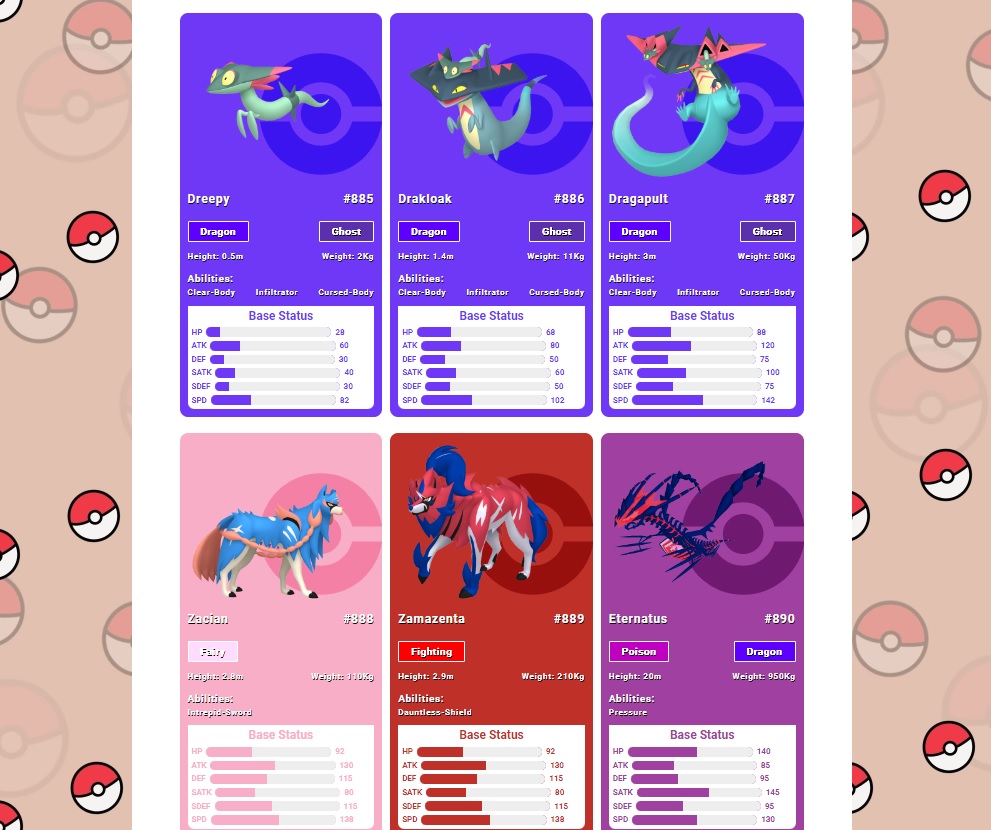 Dreepy #885
Dragon Ghost
Height: 0.5m Weight: 2Kg
Abilities:
Clear-Body Infiltrator Cursed-Body
Base Status
HP 28
ATK 60
DEF 30
SATK 40
SDEF 30
SPD 82
Drakloak #886
Dragon Ghost
Height: 1.4m Weight: 11Kg
Abilities:
Clear-Body Infiltrator Cursed-Body
Base Status
HP 68
ATK 80
DEF 50
SATK 60
SDEF 50
SPD 102
Dragapult #887
Dragon Ghost
Height: 3m Weight: 50Kg
Abilities:
Clear-Body Infiltrator Cursed-Body
Base Status
HP 88
ATK 120
DEF 75
SATK 100
SDEF 75
SPD 142
Zacian #888
Fairy
Height: 2.8m Weight: 110Kg
Abilities:
Intrepid-Sword
Base Status
HP 92
ATK 130
DEF 115
SATK 80
SDEF 115
SPD 138
Zamazenta #889
Fighting
Height: 2.9m Weight: 210Kg
Abilities:
Dauntless-Shield
Base Status
HP 92
ATK 130
DEF 115
SATK 80
SDEF 115
SPD 138
Eternatus #890
Poison Dragon
Height: 20m Weight: 950Kg
Abilities:
Pressure
Base Status
HP 140
ATK 85
DEF 95
SATK 145
SDEF 95
SPD 130